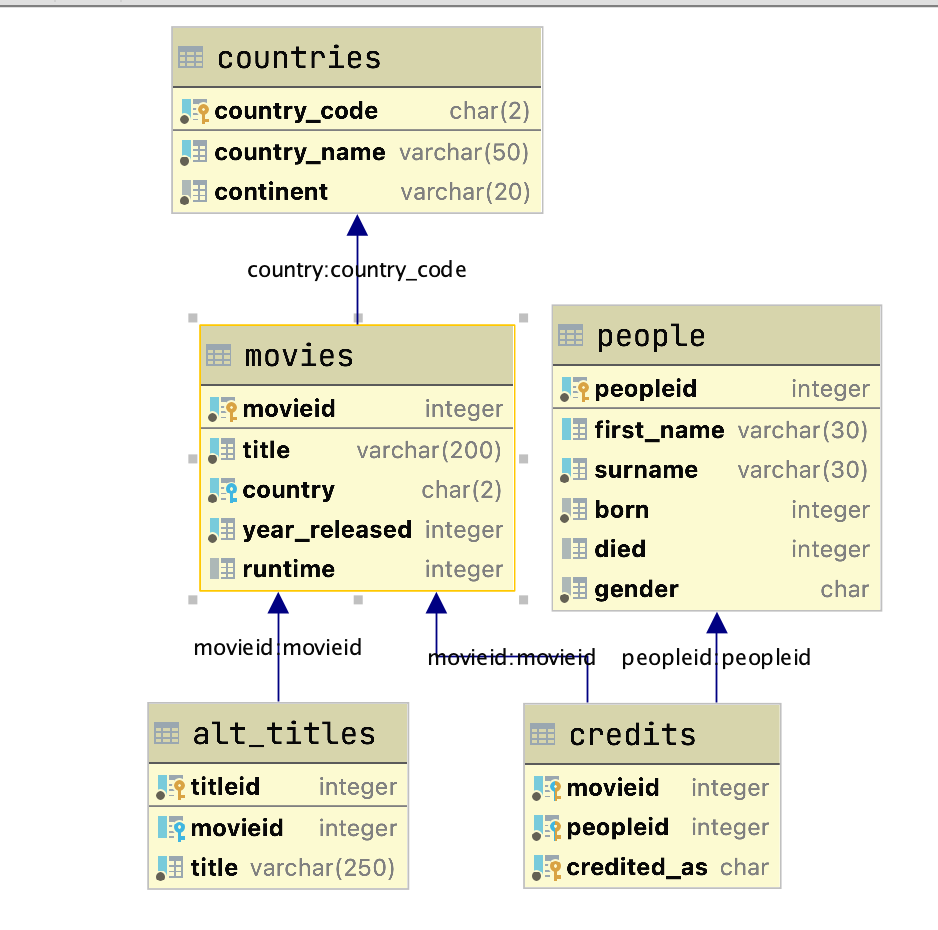 countries
country_code char(2)
country_name varchar(50)
continent varchar(20)
country:country_code
movies
movieid integer
title varchar(200)
country char(2)
year_released integer
runtime integer
people
peopleid integer
first_name varchar(30)
surname varchar(30)
born integer
died integer
gender char
movieid:movieid
movieid:movieid
peopleid:peopleid
alt_titles
titleid integer
movieid integer
title varchar(250)
credits
movieid integer
peopleid integer
credited_as char